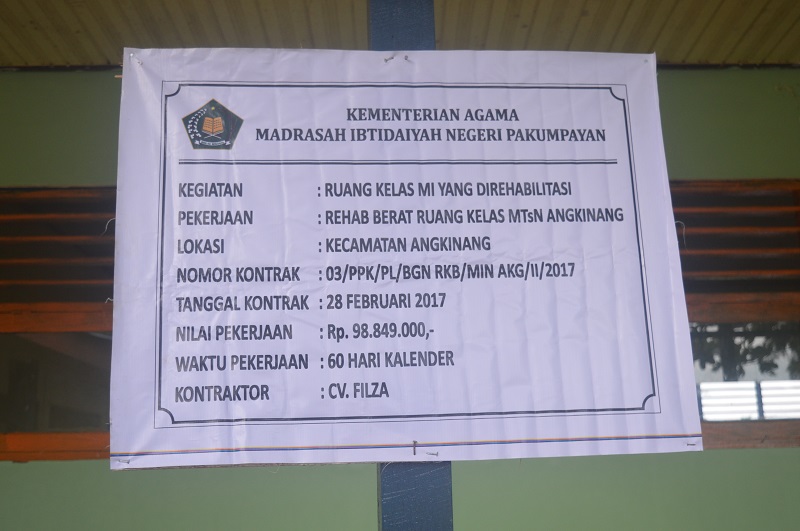 KEMENTERIAN AGAMA
MADRASAH IBTIDAIYAH NEGERI PAKUMPAYAN
KEGIATAN : RUANG KELAS MI YANG DIREHABILITASI
PEKERJAAN : REHAB BERAT RUANG KELAS MTsN ANGKINANG
LOKASI : KECAMATAN ANGKINANG
NOMOR KONTRAK : 03/PPK/PL/BGN RKB/MIN AKG/II/2017
TANGGAL KONTRAK : 28 FEBRUARI 2017
NILAI PEKERJAAN : Rp. 98.849.000,-
WAKTU PEKERJAAN : 60 HARI KALENDER
KONTRAKTOR : CV. FILZA